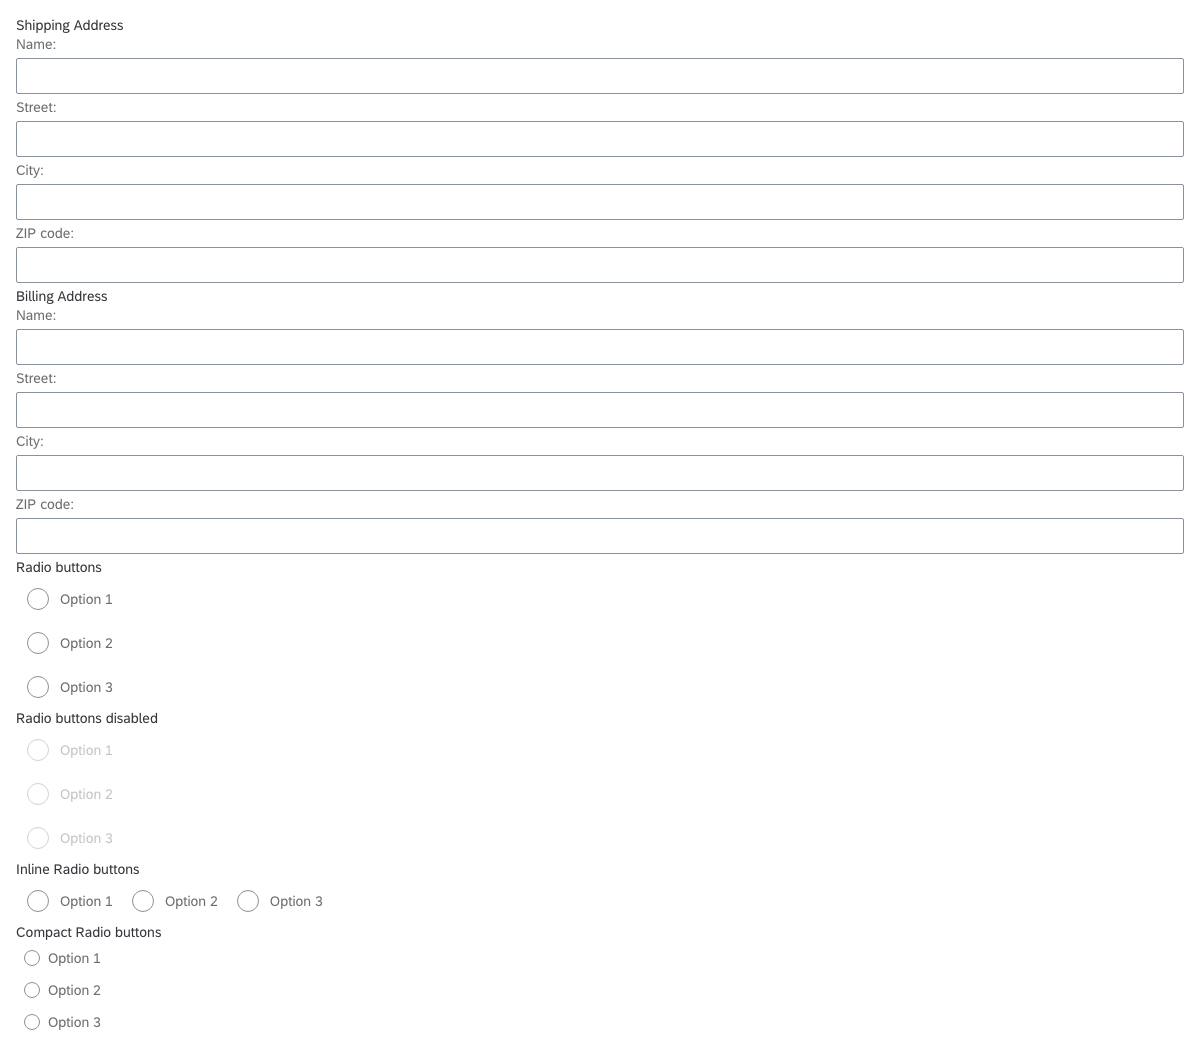 Shipping Address
Name:
Street:
City:
ZIP code:
Billing Address
Name:
Street:
City:
ZIP code:
Radio buttons
Option 1
Option 2
Option 3
Radio buttons disabled
Option 1
Option 2
Option 3
Inline Radio buttons
Option 1 Option 2 Option 3
Compact Radio buttons
Option 1
Option 2
Option 3